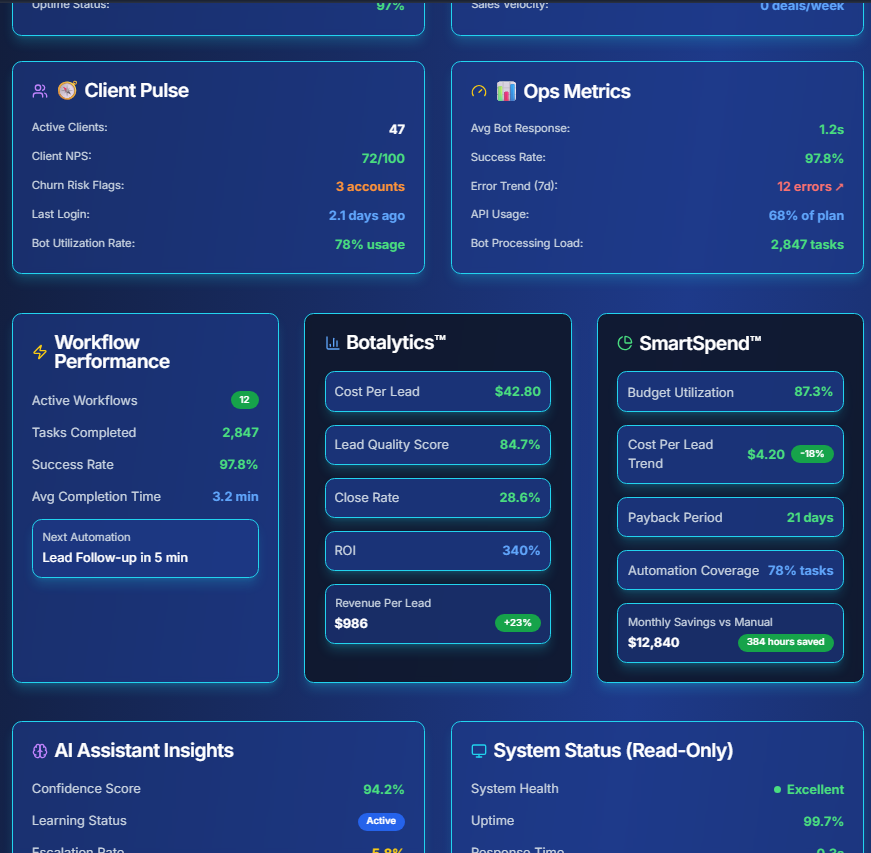 Uptime Status: 97%
Sales Velocity: 0 deals/week
Client Pulse
Active Clients: 47
Client NPS: 72/100
Churn Risk Flags: 3 accounts
Last Login: 2.1 days ago
Bot Utilization Rate: 78% usage
Ops Metrics
Avg Bot Response: 1.2s
Success Rate: 97.8%
Error Trend (7d): 12 errors ↗
API Usage: 68% of plan
Bot Processing Load: 2,847 tasks
Workflow
Performance
Active Workflows 12
Tasks Completed 2,847
Success Rate 97.8%
Avg Completion Time 3.2 min
Next Automation
Lead Follow-up in 5 min
Botalytics™
Cost Per Lead $42.80
Lead Quality Score 84.7%
Close Rate 28.6%
ROI 340%
Revenue Per Lead
$986 +23%
SmartSpend™
Budget Utilization 87.3%
Cost Per Lead
Trend $4.20 -18%
Payback Period 21 days
Automation Coverage 78% tasks
Monthly Savings vs Manual
$12,840 384 hours saved
AI Assistant Insights
Confidence Score 94.2%
Learning Status Active
Escalation Rate 5.8%
System Status (Read-Only)
System Health Excellent
Uptime 99.7%
Response Time 0.3s